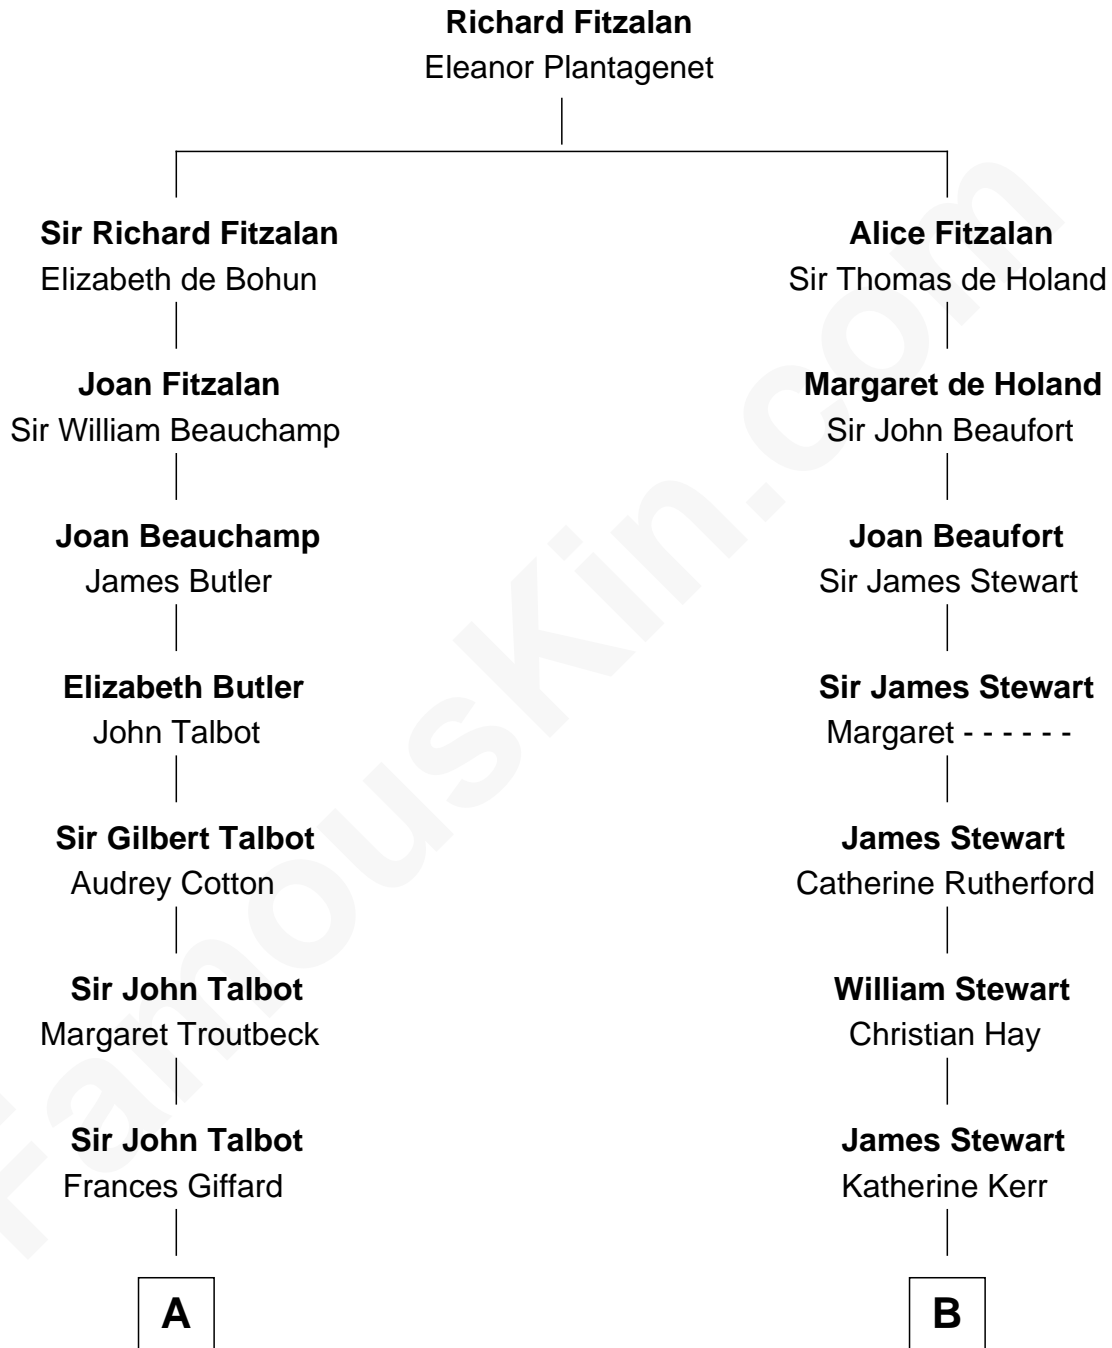 Richard Fitzalan
Eleanor Plantagenet
Sir Richard Fitzalan
Elizabeth de Bohun
Alice Fitzalan
Sir Thomas de Holand
Joan Fitzalan
Sir William Beauchamp
Margaret de Holand
Sir John Beaufort
Joan Beauchamp
James Butler
Joan Beaufort
Sir James Stewart
Elizabeth Butler
John Talbot
Sir James Stewart
Margaret - - - - - -
Sir Gilbert Talbot
Audrey Cotton
James Stewart
Catherine Rutherford
Sir John Talbot
Margaret Troutbeck
William Stewart
Christian Hay
Sir John Talbot
Frances Giffard
James Stewart
Katherine Kerr
A
B
FamousKin.com